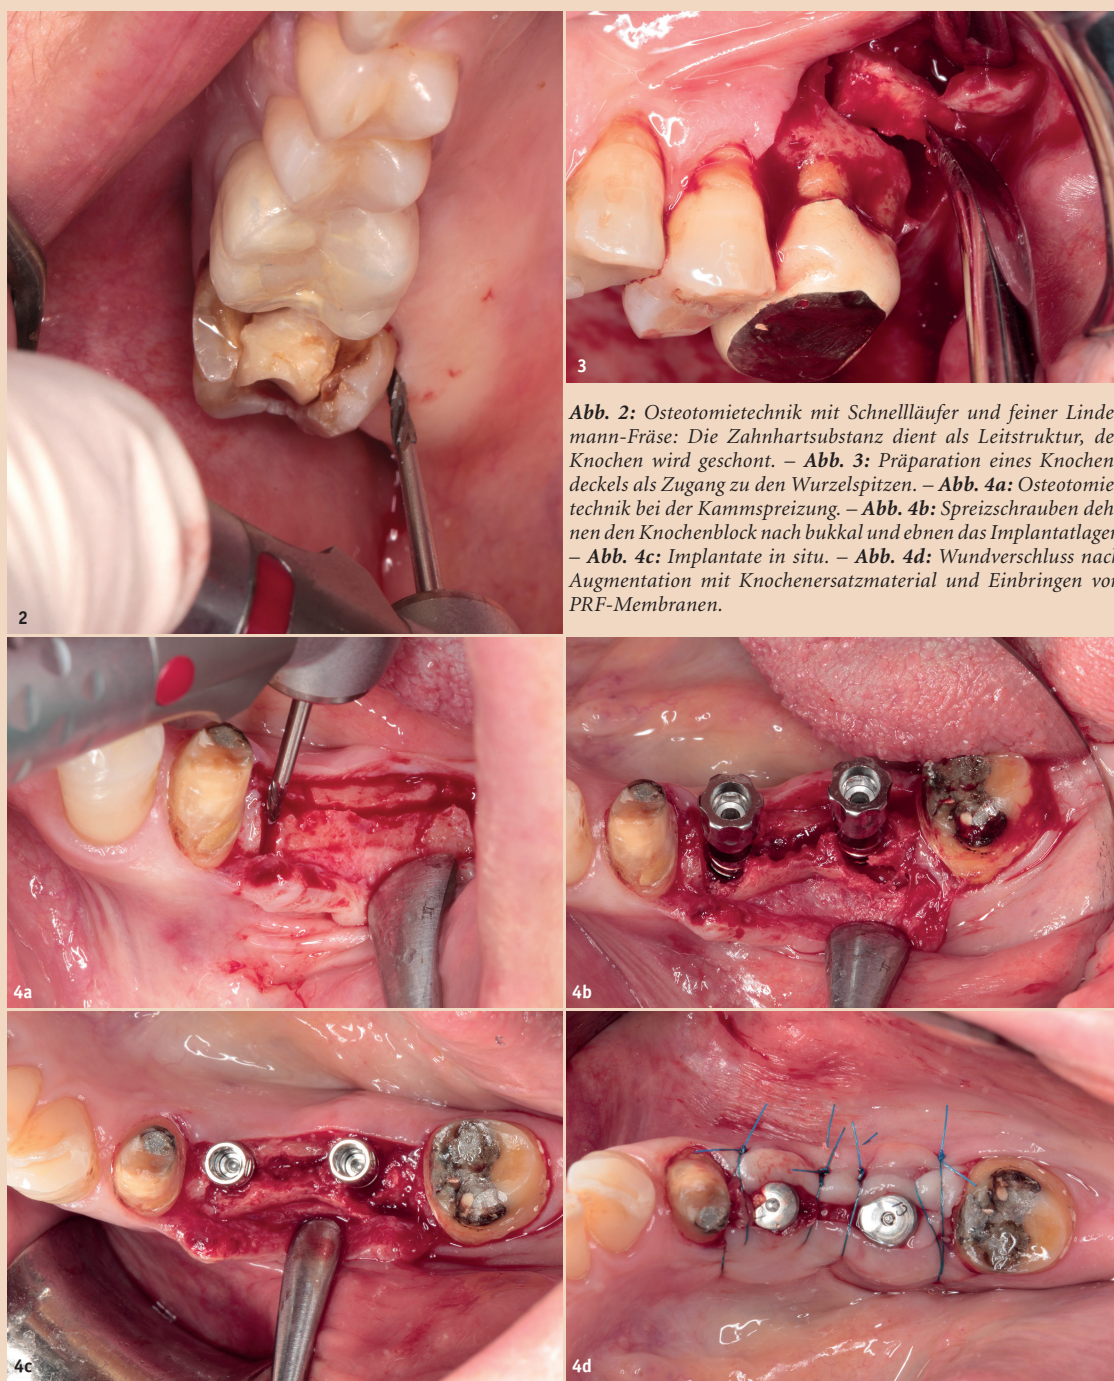 2
3
Abb. 2: Osteotomietechnik mit Schnellläufer und feiner Linde
mann-Fräse: Die Zahnhartsubstanz dient als Leitstruktur, de
Knochen wird geschont. – Abb. 3: Präparation eines Knochen
deckels als Zugang zu den Wurzelspitzen. – Abb. 4a: Osteotomie
technik bei der Kammspreizung. – Abb. 4b: Spreizschrauben deh
nen den Knochenblock nach bukkal und ebnen das Implantatlager
– Abb. 4c: Implantate in situ. – Abb. 4d: Wundverschluss nach
Augmentation mit Knochenersatzmaterial und Einbringen von
PRF-Membranen.
4a
4b
4c
4d